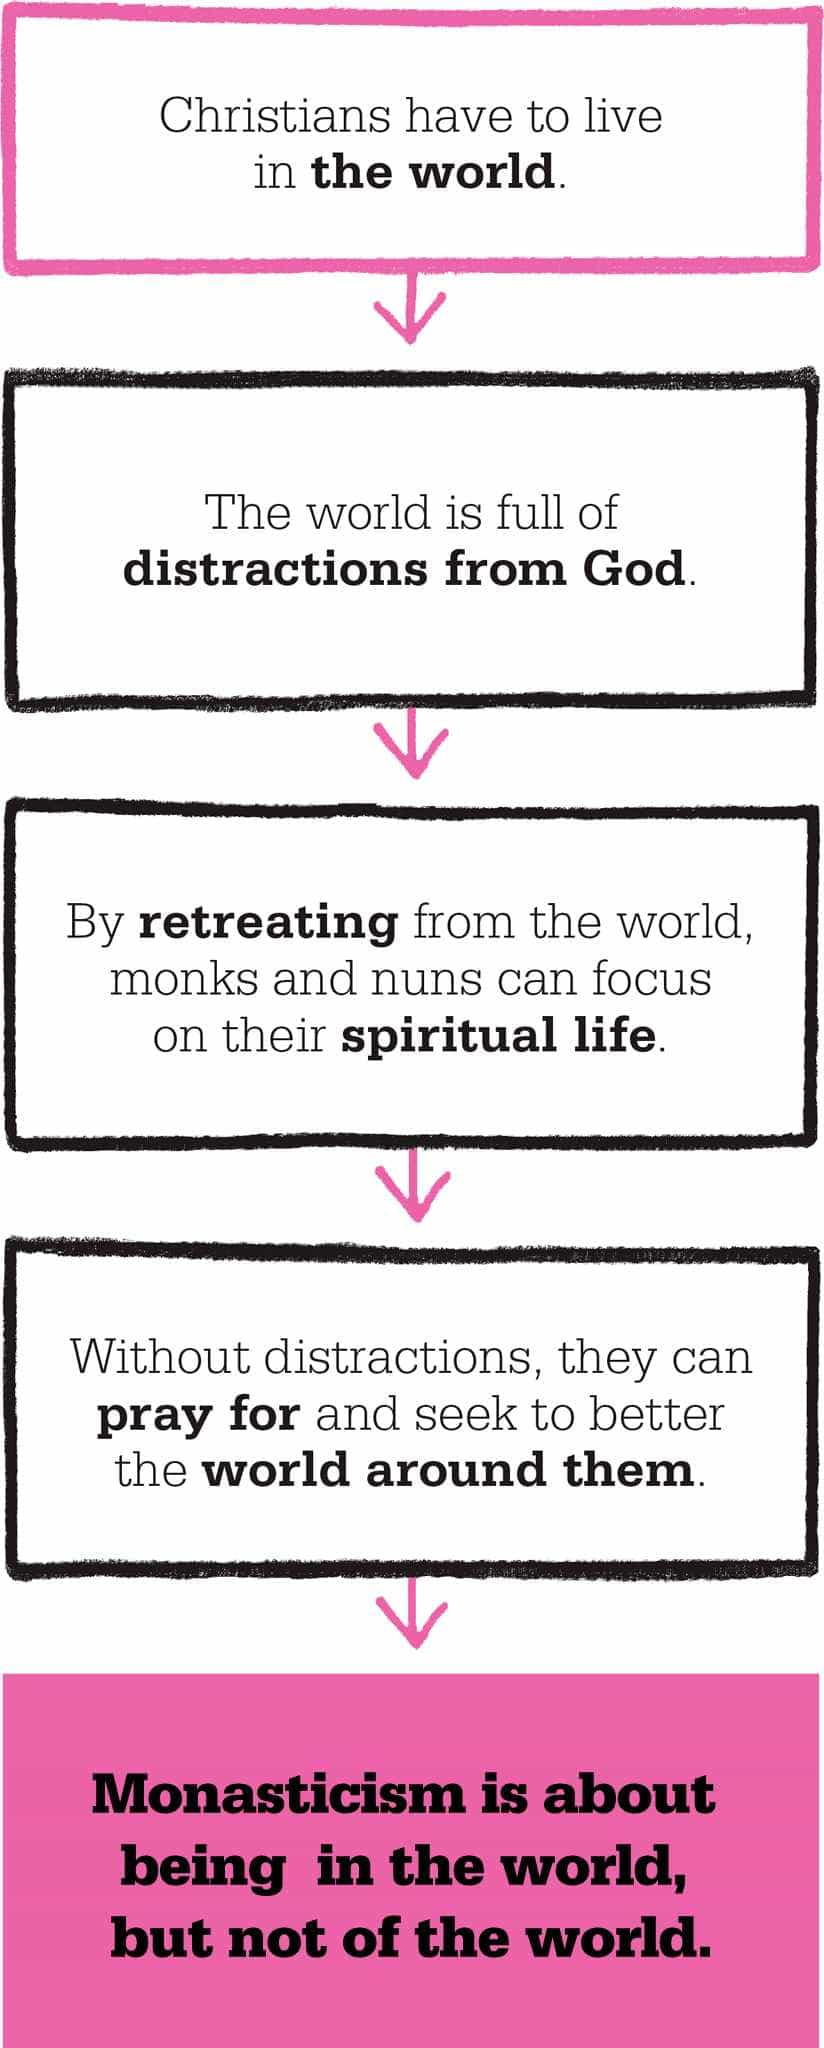 Christians have to live
in the world.
The world is full of
distractions from God.
By retreating from the world,
monks and nuns can focus
on their spiritual life.
Without distractions, they can
pray for and seek to better
the world around them.
Monasticism is about
being in the world,
but not of the world.